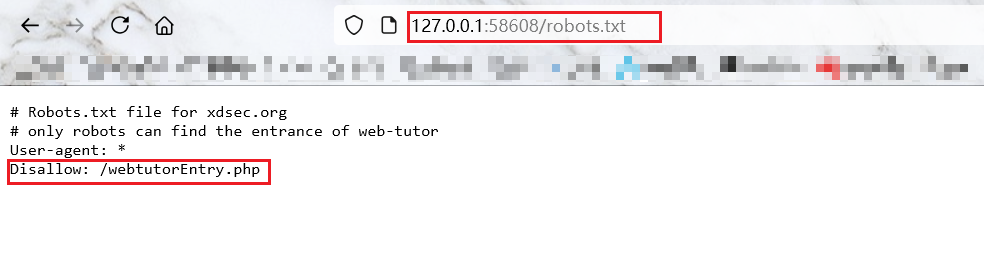 127.0.0.1:58608/robots.txt
# Robots.txt file for xdsec.org
# only robots can find the entrance of web-tutor
User-agent: *
Disallow: /webtutorEntry.php